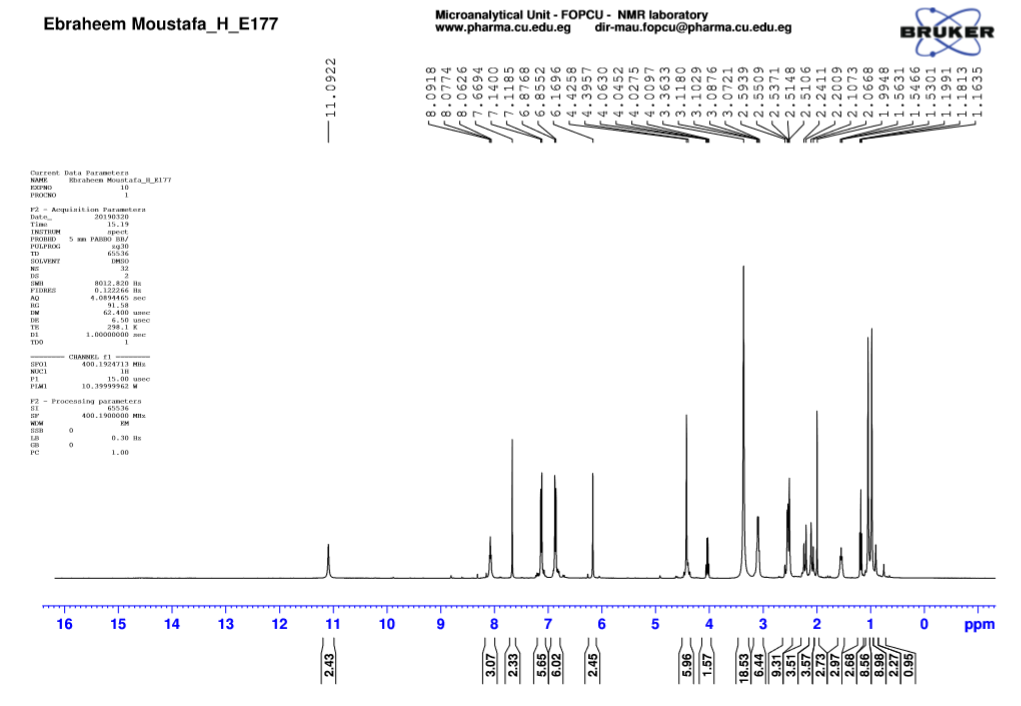 Ebraheem Moustafa_H_E177
Microanalytical Unit - FOPCU - NMR laboratory
www.pharma.cu.edu.eg dir-mau.fopcu@pharma.cu.edu.eg
BRUKER
11.0922
8.0918
8.0774
8.0626
7.6694
7.1400
7.1185
6.8768
6.8552
6.1696
4.4258
4.3957
4.0630
4.0452
4.0275
4.0097
3.3633
3.1180
3.1029
3.0876
3.0721
2.5939
2.5509
2.5371
2.5148
2.5106
2.2411
2.2009
2.1073
2.0668
1.9948
1.5631
1.5466
1.5301
1.1991
1.1813
1.1635
Current Data Parameters
NAME Ebraheem Moustafa_H_E177
EXPNO 10
PROCNO 1
F2 - Acquisition Parameters
Date_ 20190320
Time 15.19
INSTRUM spect
PROBHD 5 mm PABBO BB/
PULPROG zg30
TD 65536
SOLVENT DMSO
NS 32
DS 2
SWH 8012.820 Hz
FIDRES 0.122266 Hz
AQ 4.0894465 sec
RG 91.58
DW 62.400 usec
DE 6.50 usec
TE 298.1 K
D1 1.00000000 sec
TD0 1
CHANNEL f1
SFO1 400.1924713 MHz
NUC1 1H
P1 15.00 usec
PLW1 10.39999962 W
F2 - Processing parameters
SI 65536
SF 400.1900000 MHz
WDW EM
SSB 0
LB 0.30 Hz
GB 0
PC 1.00
16 15 14 13 12 11 10 9 8 7 6 5 4 3 2 1 0 ppm
2.43
3.07
2.33
5.65
6.02
2.45
5.96
1.57
18.53
6.44
9.31
3.51
3.57
2.73
2.97
2.68
8.56
8.98
2.27
0.95